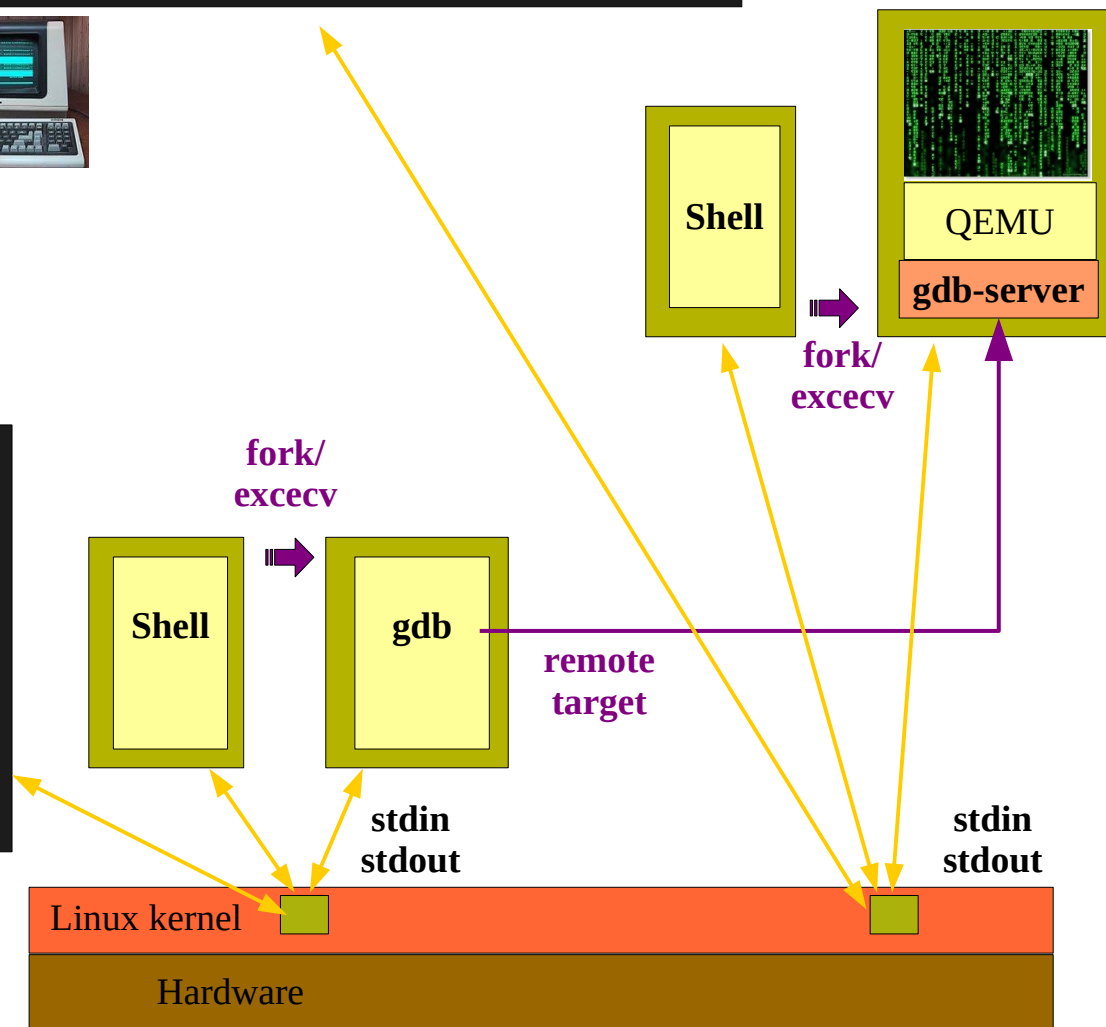 Shell
QEMU
gdb-server
fork/
excecv
fork/
excecv
Shell
gdb
remote
target
stdin
stdout
stdin
stdout
Linux kernel
Hardware